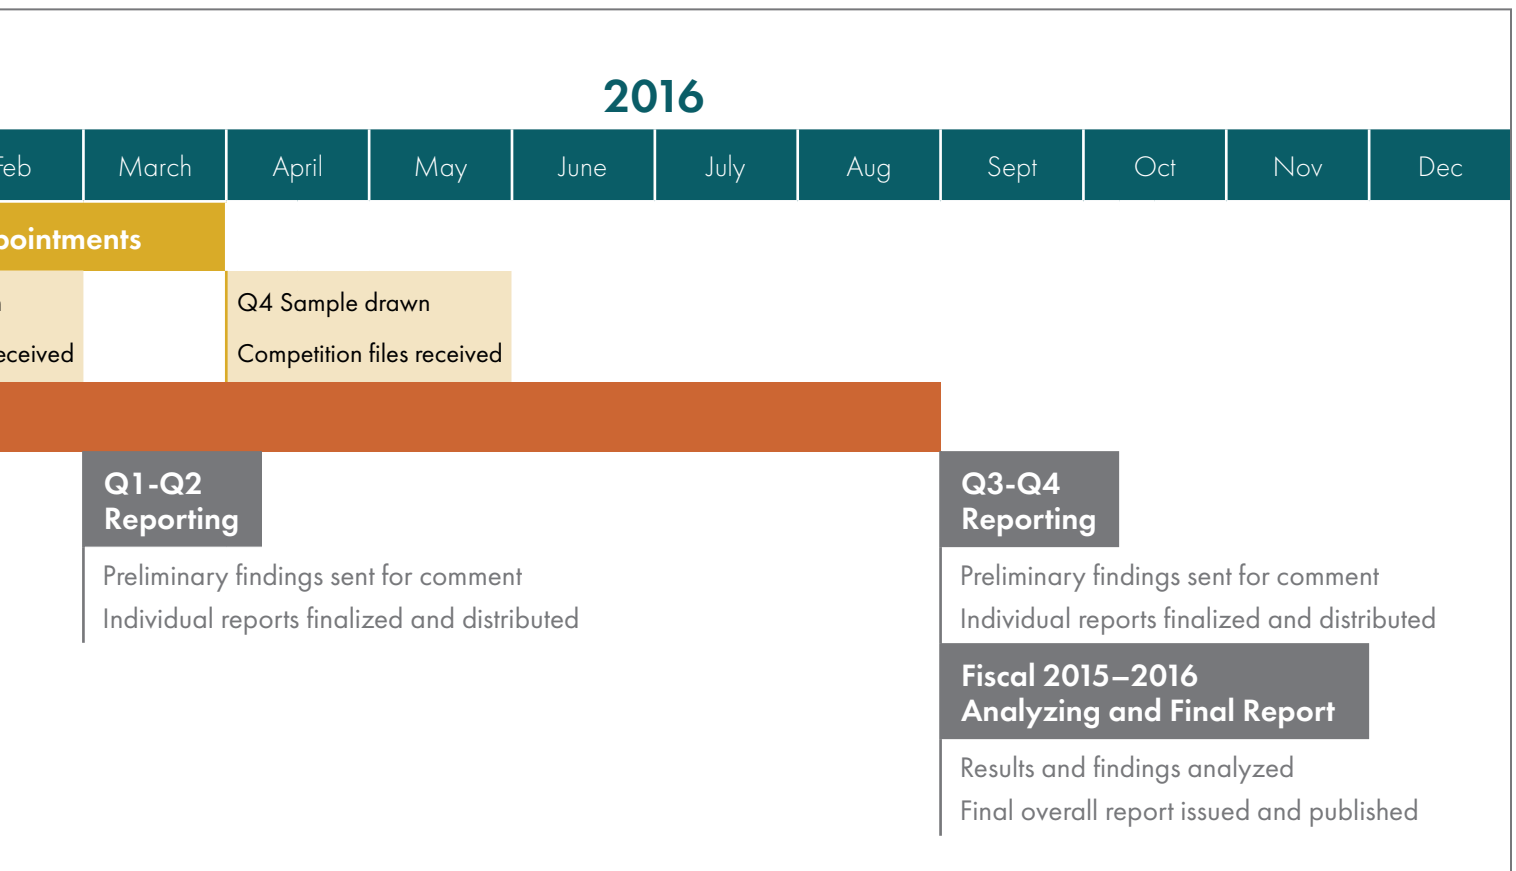 2016
Feb March April May June July Aug Sept Oct Nov Dec
pointments
Q4 Sample drawn
eceived Competition files received
Q1-Q2
Reporting
Preliminary findings sent for comment
Individual reports finalized and distributed
Q3-Q4
Reporting
Preliminary findings sent for comment
Individual reports finalized and distributed
Fiscal 2015–2016
Analyzing and Final Report
Results and findings analyzed
Final overall report issued and published